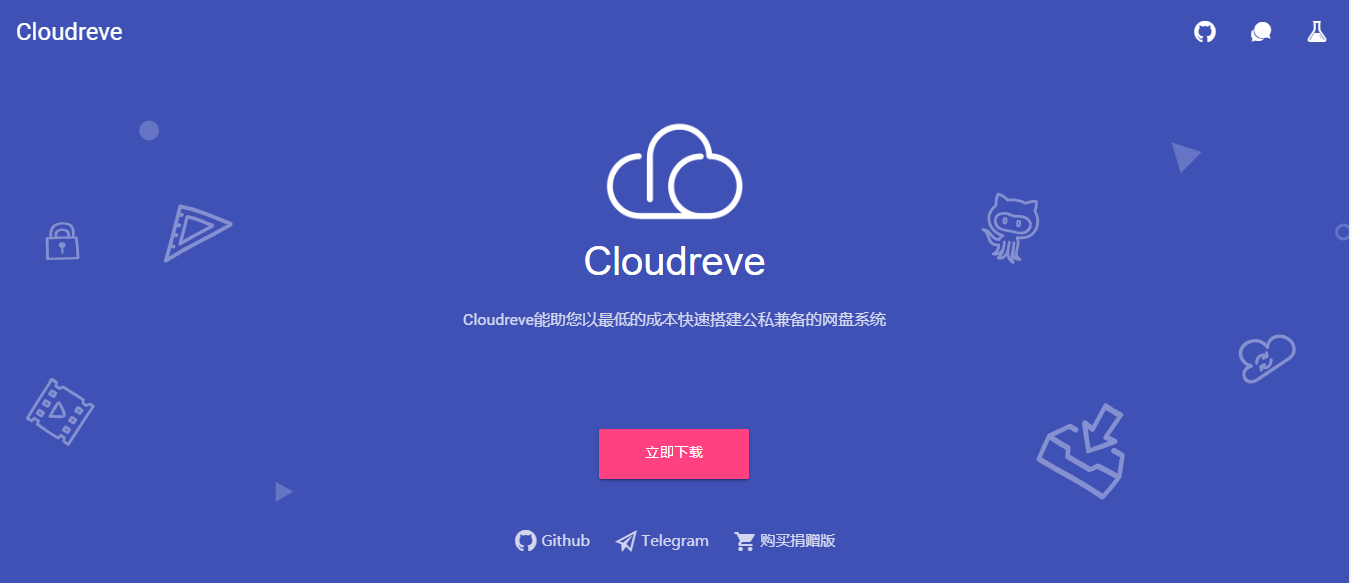 Cloudreve
Cloudreve
Cloudreve能助您以最低的成本快速搭建公私兼备的网盘系统
立即下载
Github Telegram 购买捐赠版